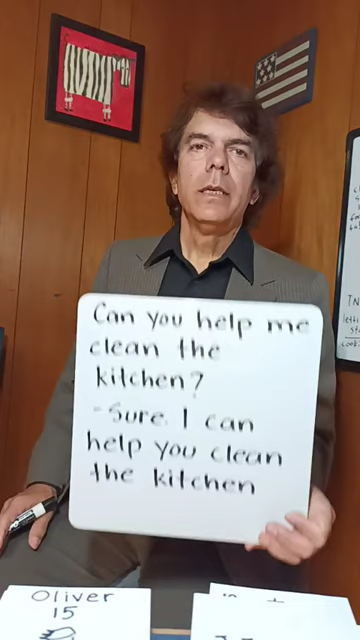 Can you help me
clean the
kitchen?
- Sure. I can
help you clean
the kitchen
Oliver
15